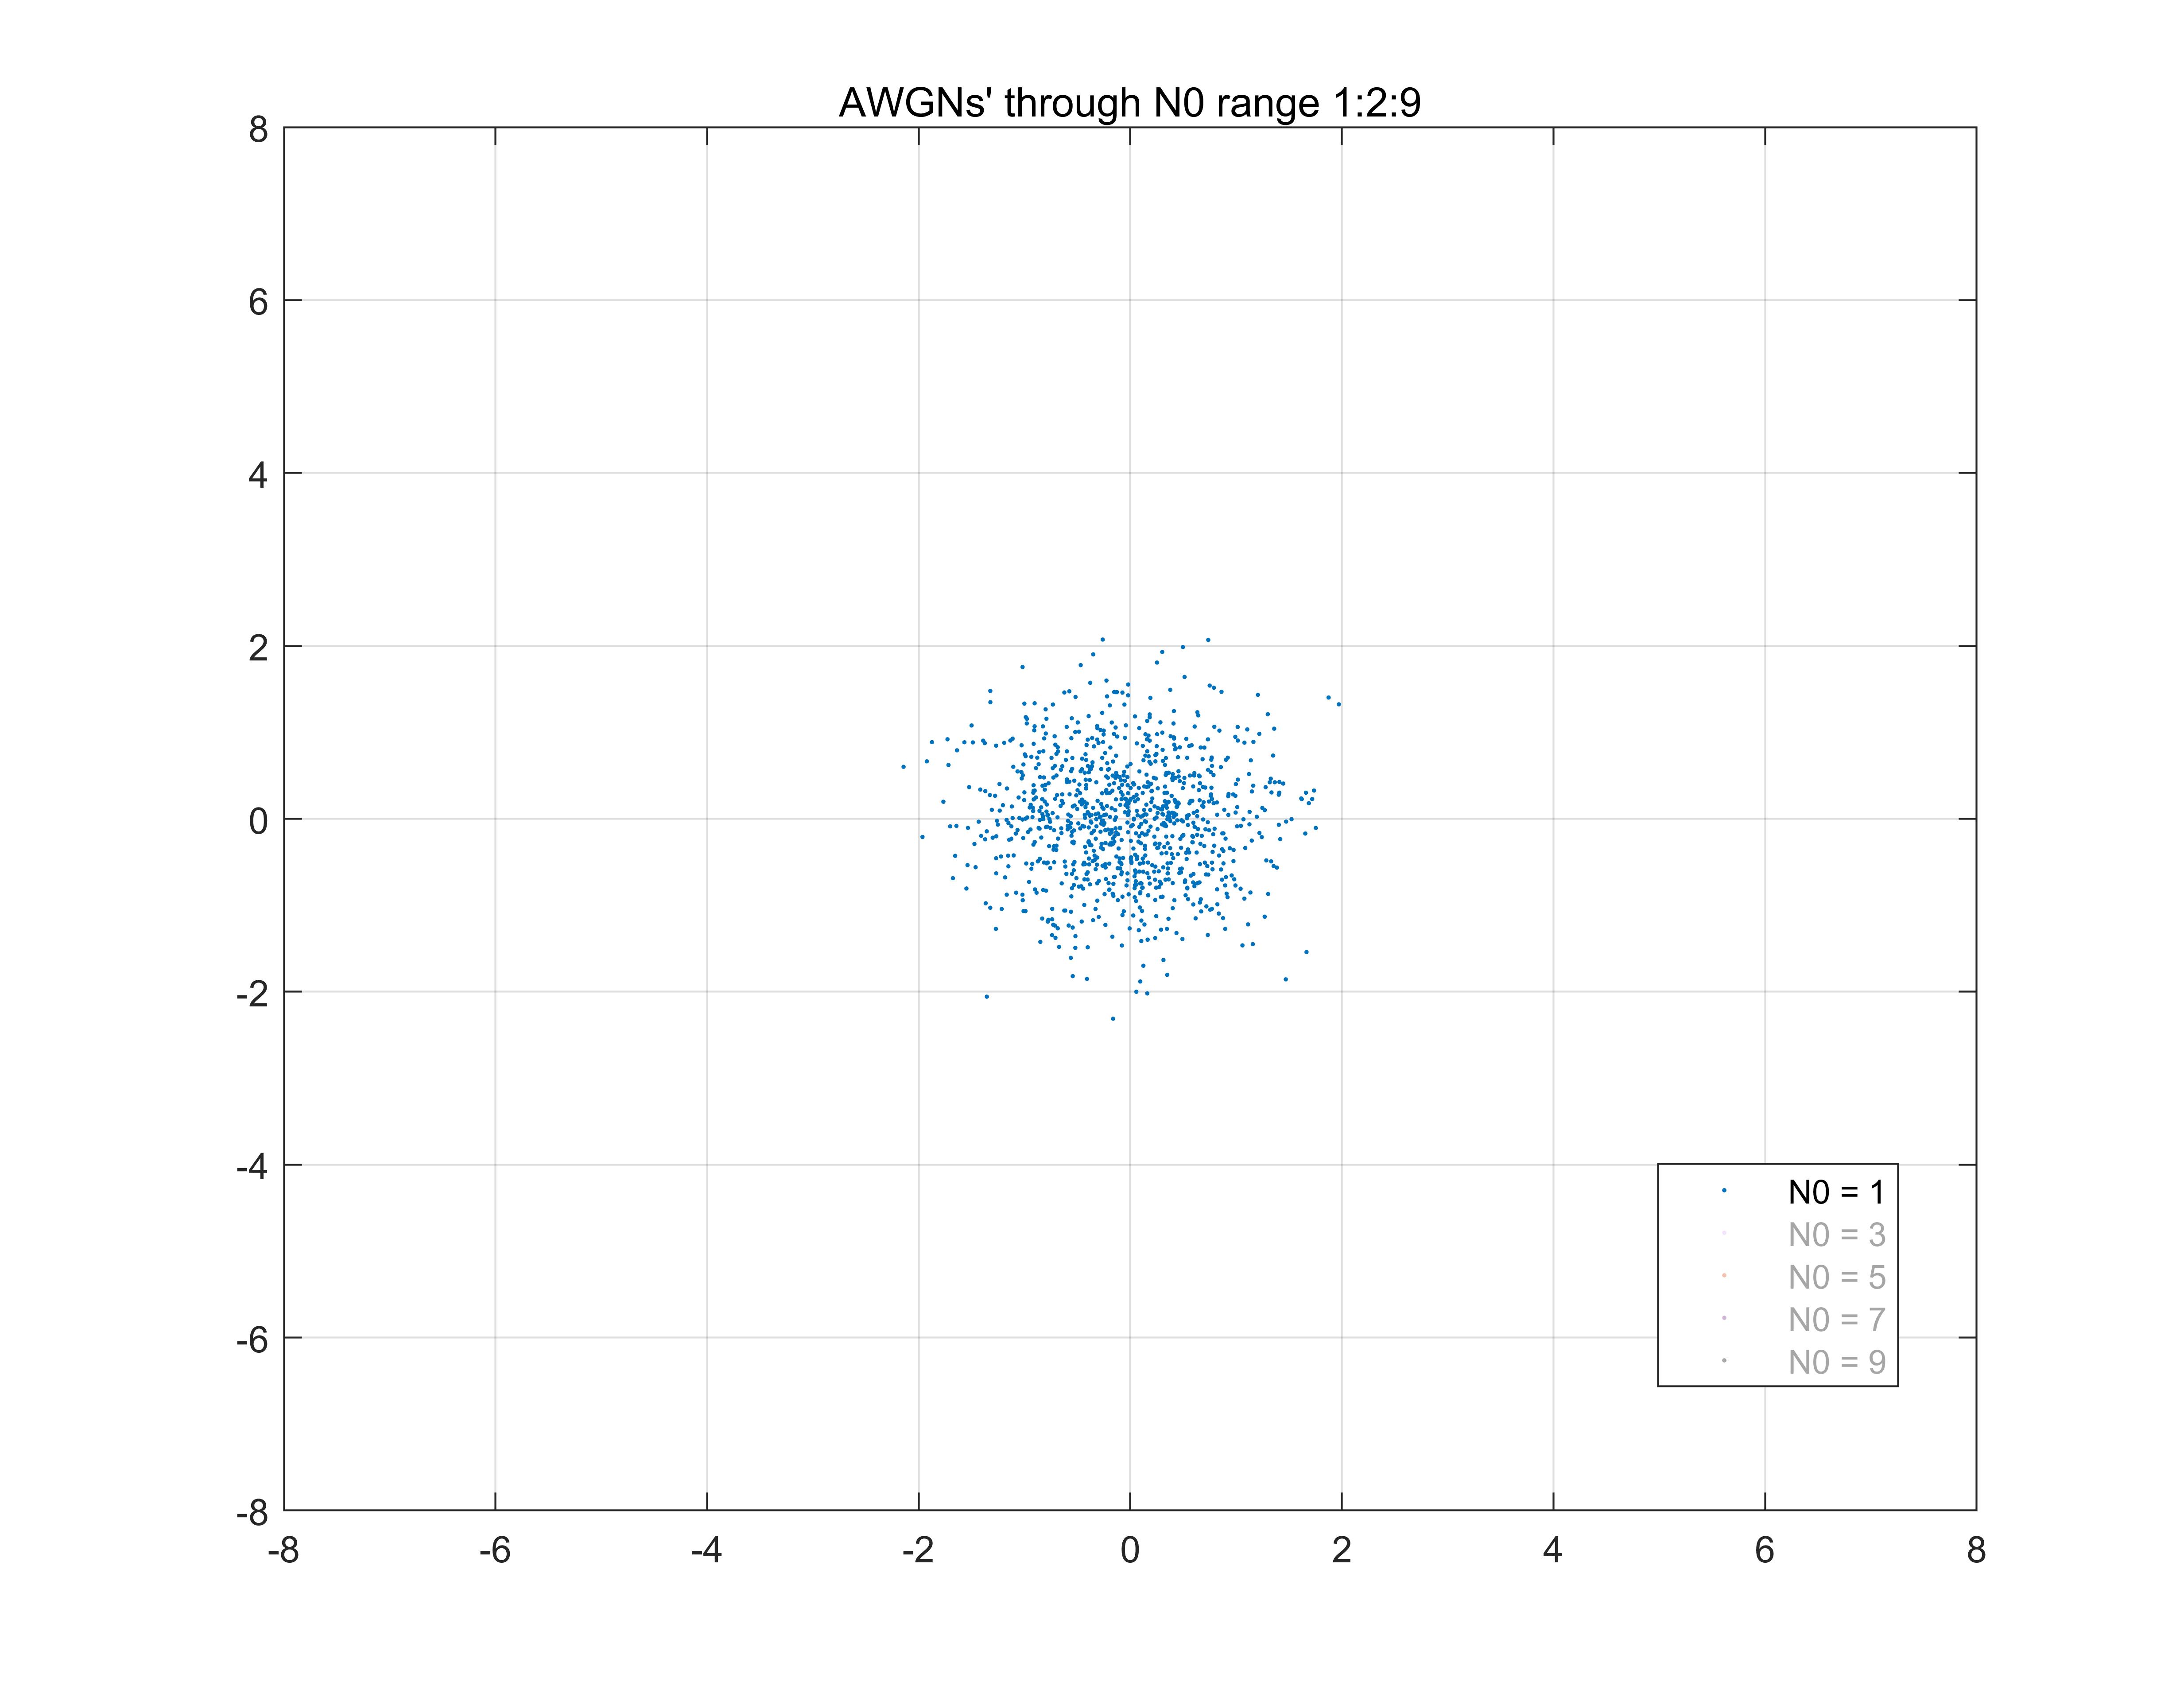 AWGNs' through N0 range 1:2:9
8
6
4
2
0
-2
-4
-6
-8
N0 = 1
N0 = 3
N0 = 5
N0 = 7
N0 = 9
-8 -6 -4 -2 0 2 4 6 8